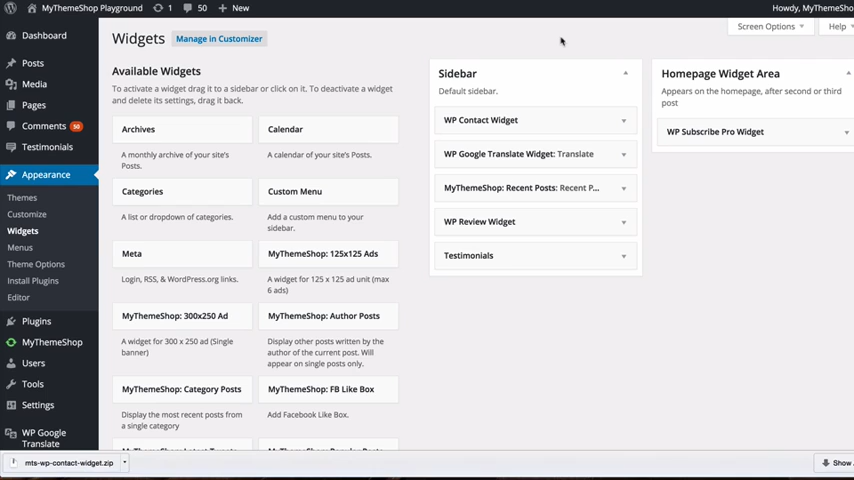 MyThemeShop Playground 1 50 New Howdy, MyThemeSho
Screen Options Help
Dashboard
Posts
Media
Pages
Comments 50
Testimonials
Appearance
Themes
Customize
Widgets
Menus
Theme Options
Install Plugins
Editor
Plugins
MyThemeShop
Users
Tools
Settings
WP Google
Translate
Widgets Manage in Customizer
Available Widgets
To activate a widget drag it to a sidebar or click on it. To deactivate a widget
and delete its settings, drag it back.
Archives
A monthly archive of your site's
Posts.
Calendar
A calendar of your site's Posts.
Categories
A list or dropdown of categories.
Custom Menu
Add a custom menu to your
sidebar.
Meta
Login, RSS, & WordPress.org links.
MyThemeShop: 125x125 Ads
A widget for 125 x 125 ad unit (max
6 ads)
MyThemeShop: 300x250 Ad
A widget for 300 x 250 ad (Single
banner)
MyThemeShop: Author Posts
Display other posts written by the
author of the current post. Will
appear on single posts only.
MyThemeShop: Category Posts
Display the most recent posts from
a single category
MyThemeShop: FB Like Box
Add Facebook Like Box.
Sidebar
Default sidebar.
WP Contact Widget
WP Google Translate Widget: Translate
MyThemeShop: Recent Posts: Recent P...
WP Review Widget
Testimonials
Homepage Widget Area
Appears on the homepage, after second or third
post
WP Subscribe Pro Widget
mts-wp-contact-widget.zip
Show